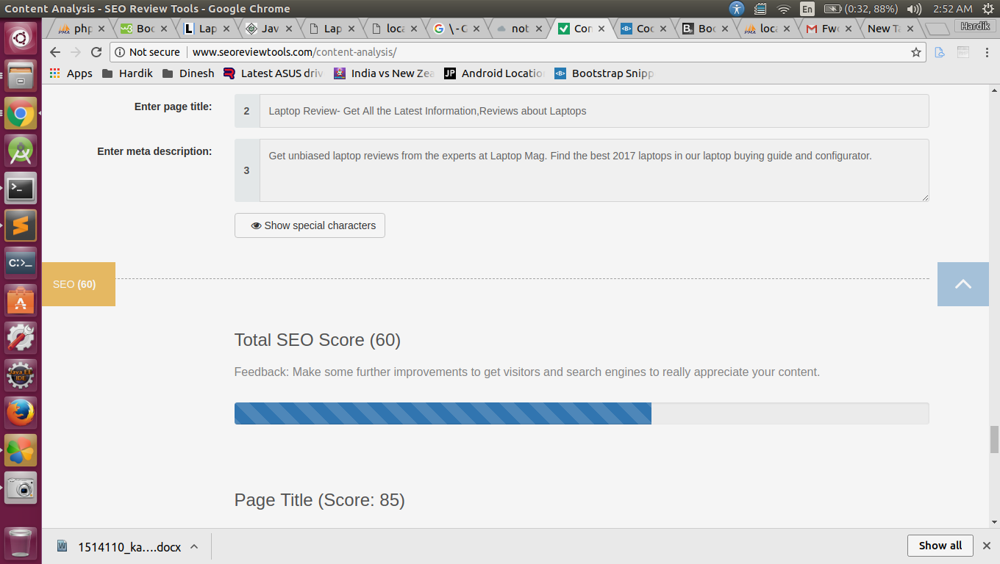 Content Analysis - SEO Review Tools - Google Chrome
En
(0:32, 88%)
2:52 AM
php
Boo
Lap
Jav
Lap
loca
\ - G
not
Con
Coo
Boo
loca
Fwo
New Ta
Hardik
Not secure
www.seoreviewtools.com/content-analysis/
Apps
Hardik
Dinesh
Latest ASUS driv
India vs New Zea
Android Locatio
Bootstrap Snipp
Enter page title:
2
Laptop Review- Get All the Latest Information,Reviews about Laptops
Enter meta description:
3
Get unbiased laptop reviews from the experts at Laptop Mag. Find the best 2017 laptops in our laptop buying guide and configurator.
Show special characters
SEO (60)
Total SEO Score (60)
Feedback: Make some further improvements to get visitors and search engines to really appreciate your content.
Page Title (Score: 85)
1514110_ka....docx
Show all